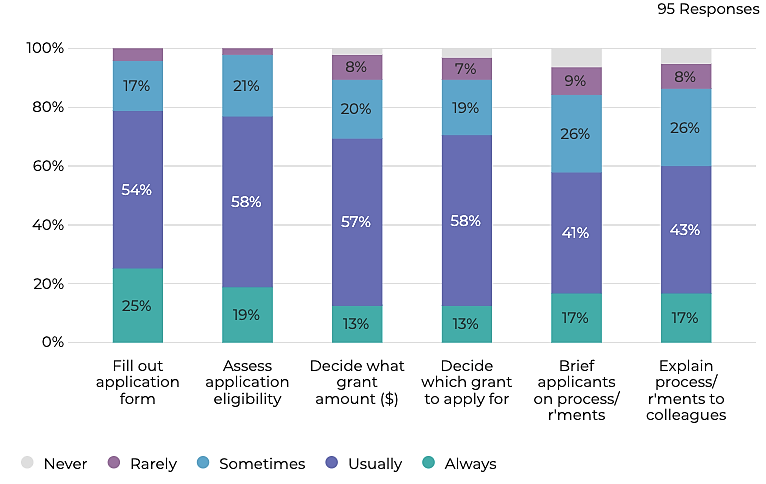 95 Responses
100%
80%
60%
40%
20%
0%
17%
54%
25%
21%
58%
19%
8%
20%
57%
13%
7%
19%
58%
13%
9%
26%
41%
17%
8%
26%
43%
17%
Fill out
application
form
Assess
application
eligibility
Decide what
grant
amount ($)
Decide
which grant
to apply for
Brief
applicants
on process/
r'ments
Explain
process/
r'ments to
colleagues
Never Rarely Sometimes Usually Always